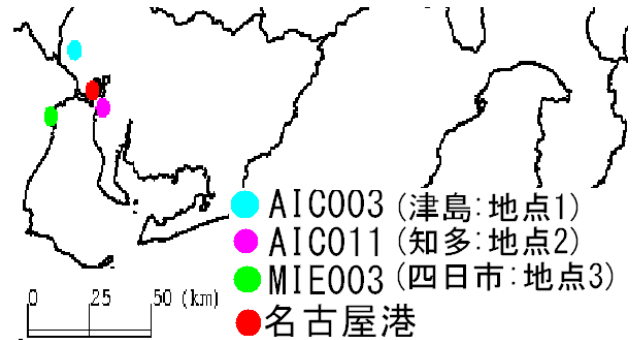 AIC003 (津島:地点1)
AIC011 (知多:地点2)
MIE003 (四日市:地点3)
名古屋港
0 25 50 (km)